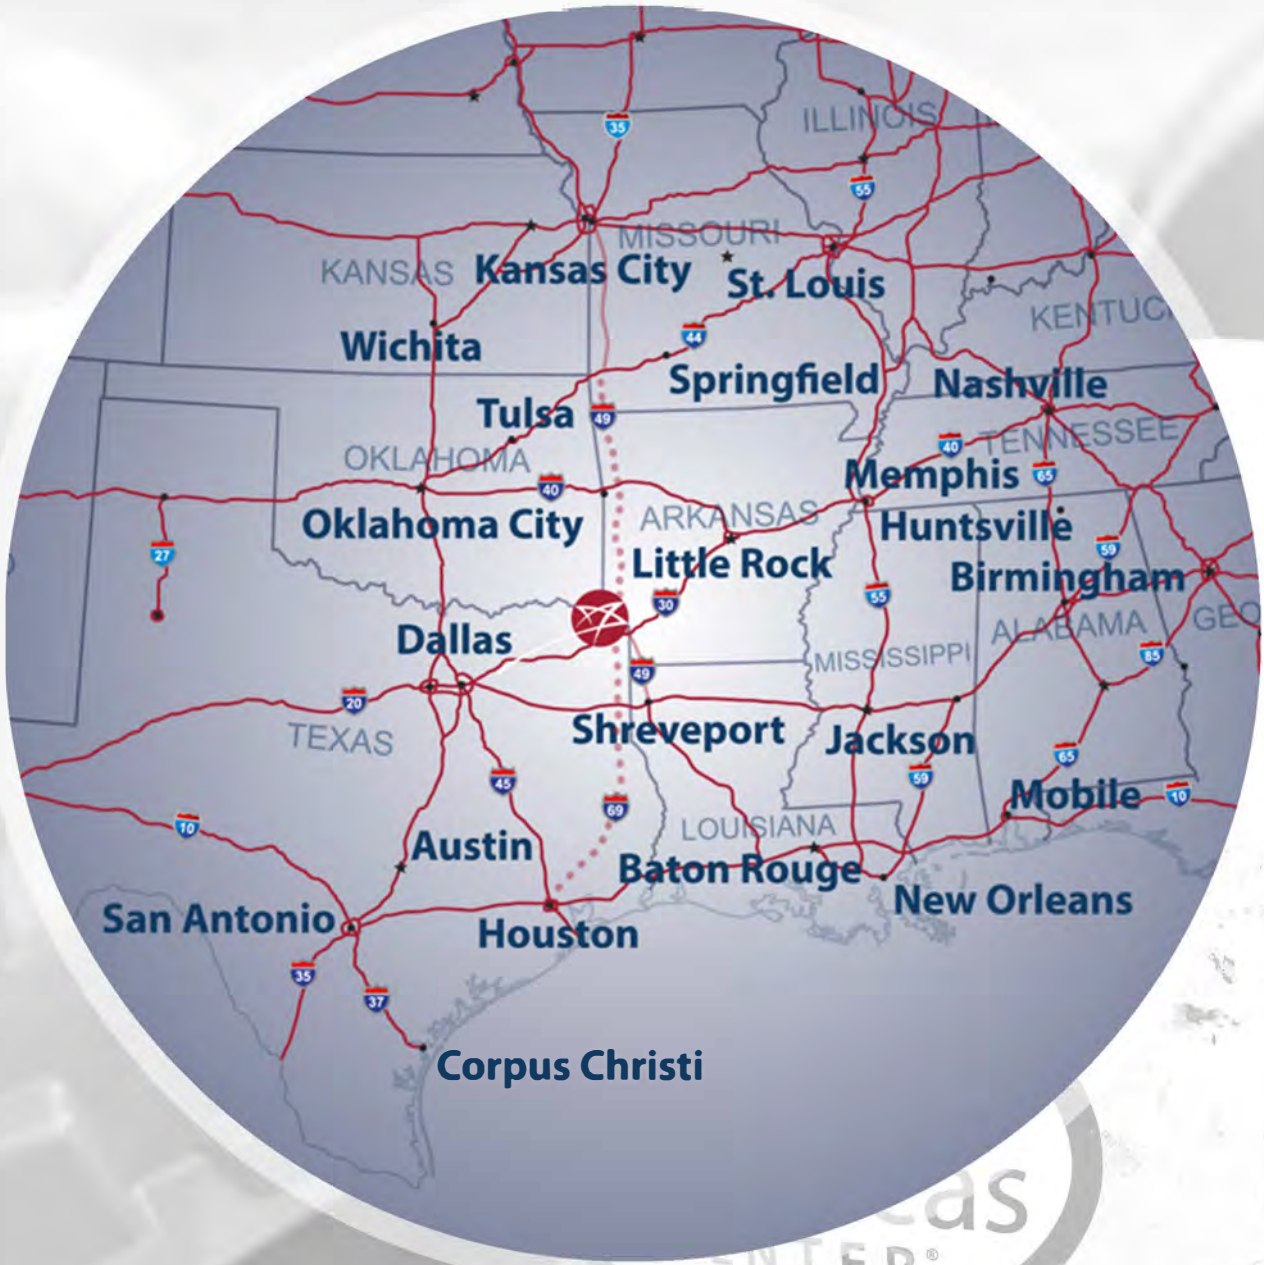 35
ILLINOIS
55
MISSOURI
KANSAS
Kansas City
St. Louis
KENTUC
Wichita
44
Springfield
Nashville
Tulsa
49
OKLAHOMA
40
TENNESSEE
40
Memphis
65
Oklahoma City
ARKANSAS
Huntsville
27
Little Rock
59
Birmingham
30
55
Dallas
ALABAMA
GEO
49
MISSISSIPPI
85
20
TEXAS
Shreveport
Jackson
45
59
65
69
Mobile
10
10
LOUISIANA
Austin
Baton Rouge
New Orleans
San Antonio
Houston
35
37
Corpus Christi
as
NTER®